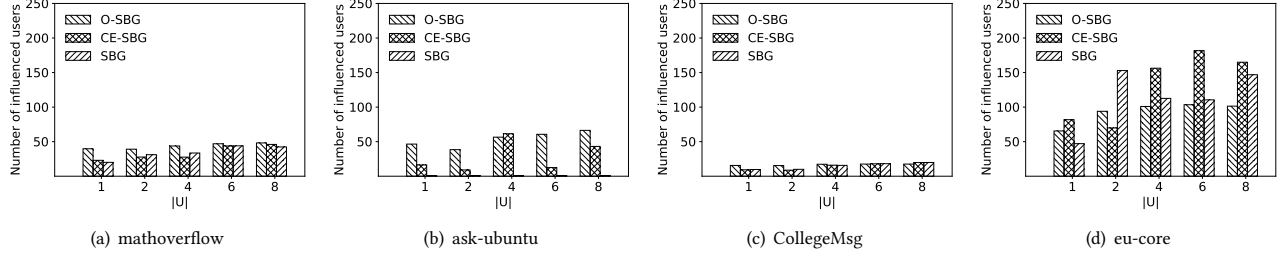 Number of influenced users
250
200
150
100
50
O-SBG
CE-SBG
SBG
1 2 4 6 8
|U|
(a) mathoverflow
Number of influenced users
250
200
150
100
50
O-SBG
CE-SBG
SBG
1 2 4 6 8
|U|
(b) ask-ubuntu
Number of influenced users
250
200
150
100
50
O-SBG
CE-SBG
SBG
1 2 4 6 8
|U|
(c) CollegeMsg
Number of influenced users
250
200
150
100
50
O-SBG
CE-SBG
SBG
1 2 4 6 8
|U|
(d) eu-core